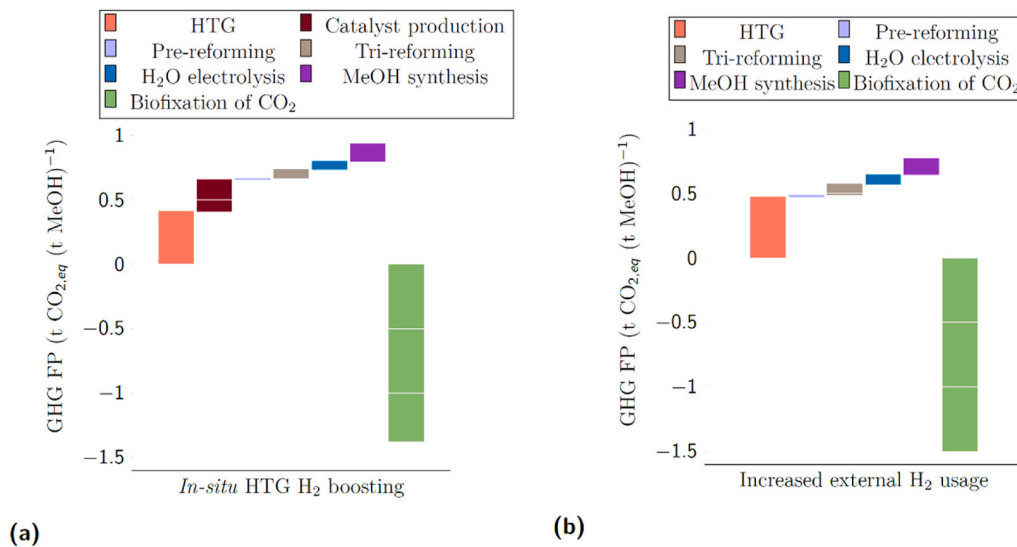 HTG Catalyst production
Pre-reforming Tri-reforming
H₂O electrolysis MeOH synthesis
Biofixation of CO₂
GHG FP (t CO₂,eq (t MeOH)⁻¹
1
0.5
0
−0.5
−1
−1.5
In-situ HTG H₂ boosting
(a)
HTG Pre-reforming
Tri-reforming H₂O electrolysis
MeOH synthesis Biofixation of CO₂
GHG FP (t CO₂,eq (t MeOH)⁻¹
1
0.5
0
−0.5
−1
−1.5
Increased external H₂ usage
(b)